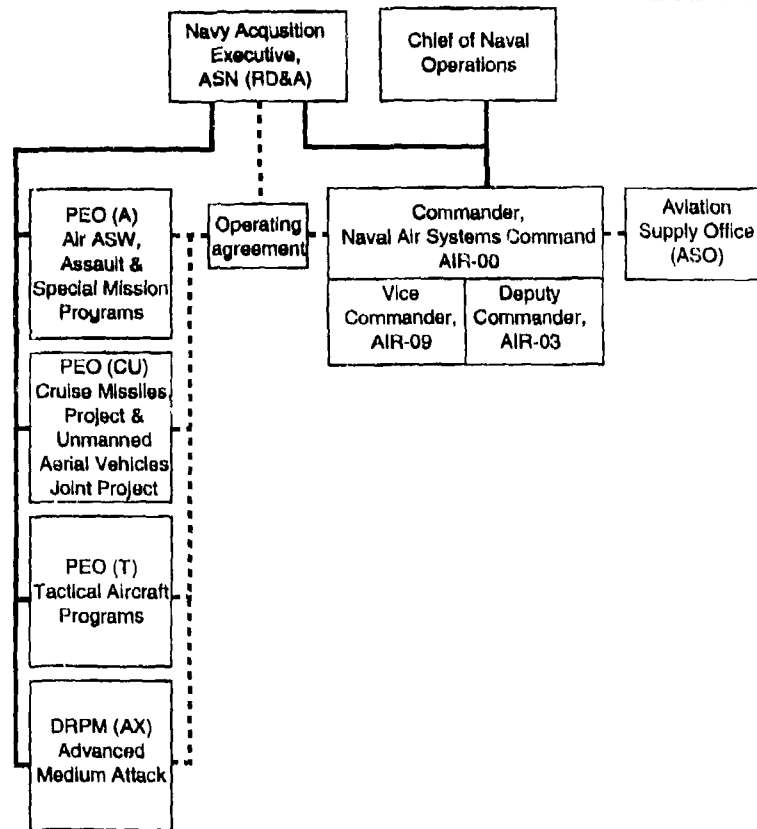 Navy Acqusition
Executive,
ASN (RD&A)
Chief of Naval
Operations
PEO (A)
Air ASW,
Assault &
Special Mission
Programs
Operating
agreement
Commander,
Naval Air Systems Command
AIR-00
Aviation
Supply Office
(ASO)
Vice
Commander,
AIR-09
Deputy
Commander,
AIR-03
PEO (CU)
Cruise Missiles
Project &
Unmanned
Aerial Vehicles
Joint Project
PEO (T)
Tactical Aircraft
Programs
DRPM (AX)
Advanced
Medium Attack